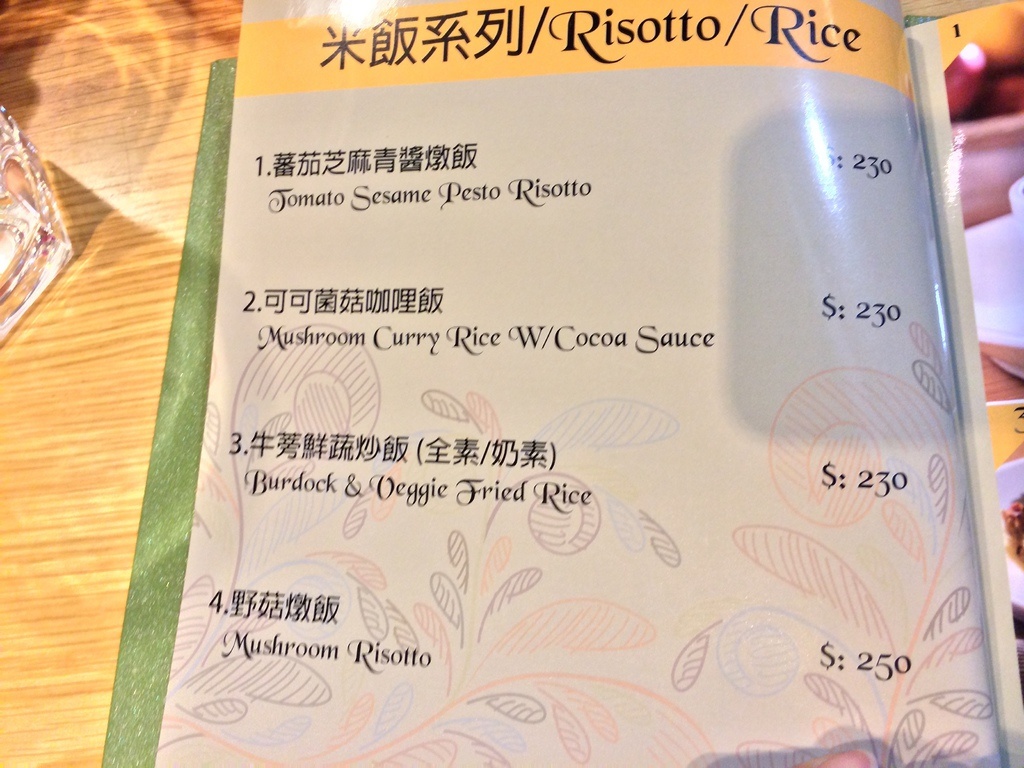 米飯系列/Risotto/Rice
1
1.蕃茄芝麻青醬燉飯 $: 230
Tomato Sesame Pesto Risotto
2.可可菌菇咖哩飯 $: 230
Mushroom Curry Rice W/Cocoa Sauce
3.牛蒡鮮蔬炒飯 (全素/奶素) $: 230
Burdock & Veggie Fried Rice
4.野菇燉飯 $: 250
Mushroom Risotto